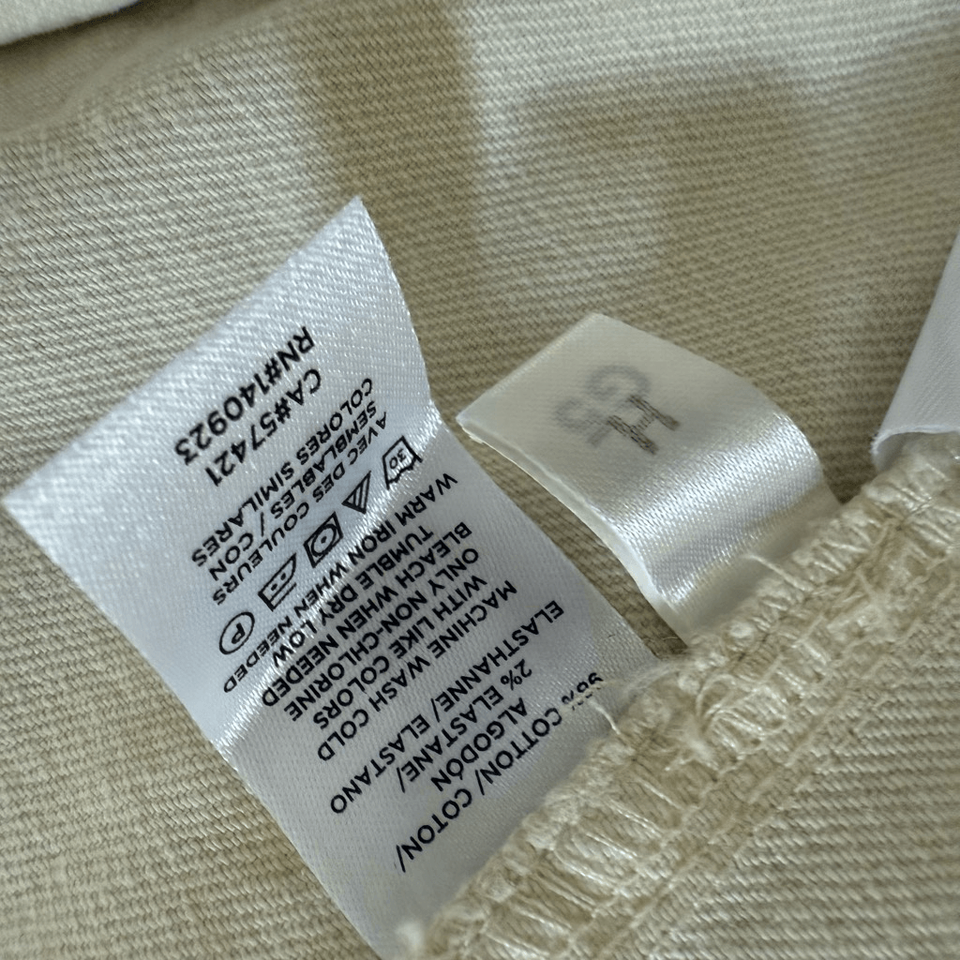 98% COTTON/ COTON/
ALGODÓN
2% ELASTANE/
ELASTHANNE/ ELASTANO
MACHINE WASH COLD
WITH LIKE COLORS
ONLY NON-CHLORINE
BLEACH WHEN NEEDED
TUMBLE DRY LOW
WARM IRON WHEN NEEDED
30 P
AVEC DES COULEURS
SEMBLABLES / CON
COLORES SIMILARES
CA#57421
RN#140923